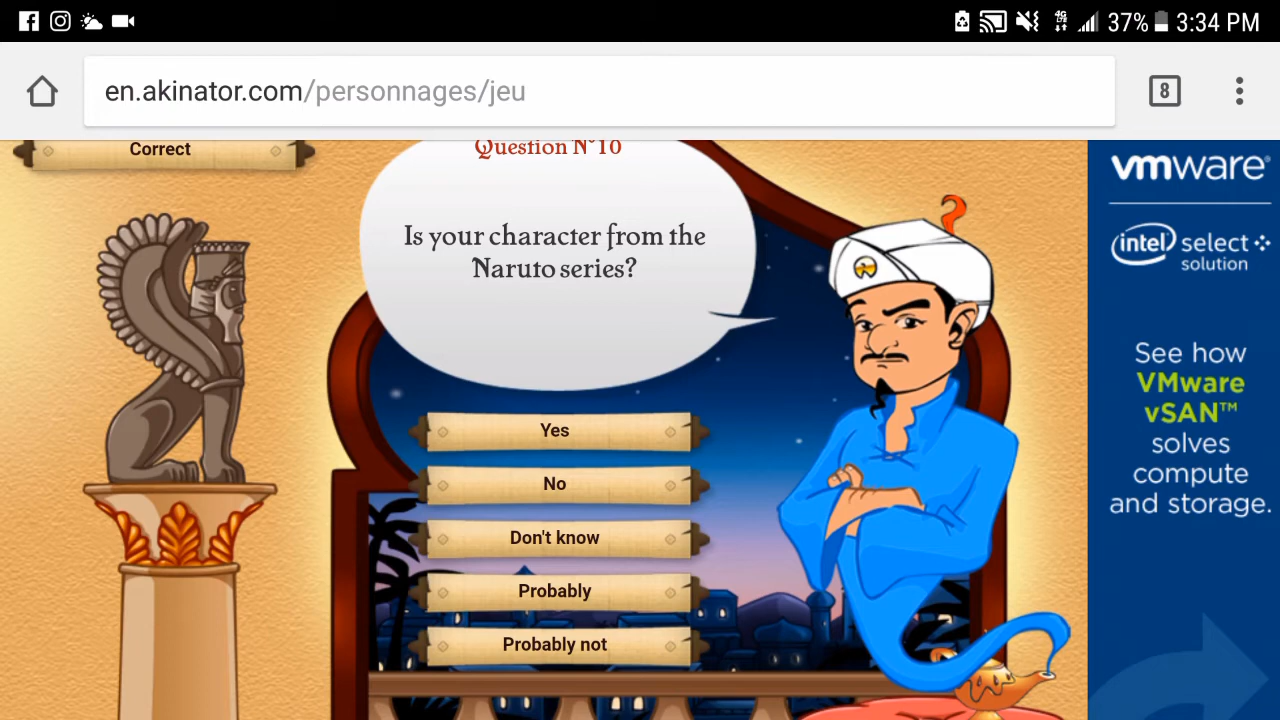 4G
LTE
37%
3:34 PM
en.akinator.com/personnages/jeu
8
Correct
Question N°10
Is your character from the
Naruto series?
Yes
No
Don't know
Probably
Probably not
vmware®
intel select
solution
See how
VMware
vSAN™
solves
compute
and storage.